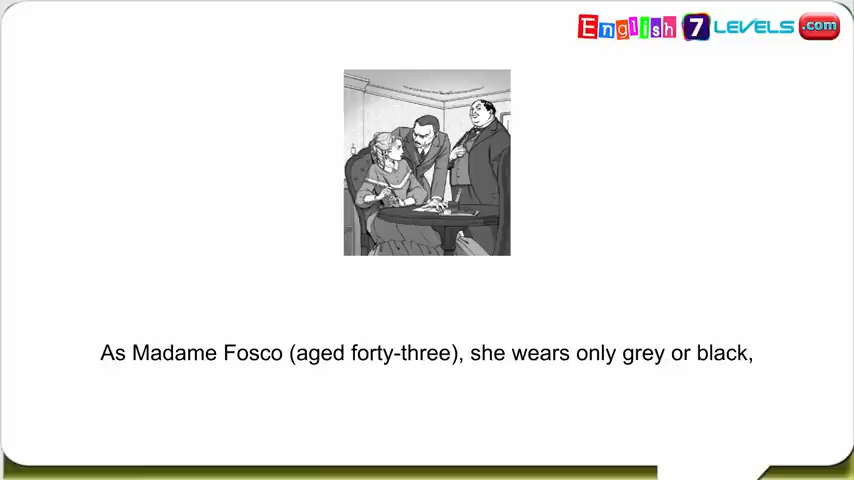 English 7 LEVELS .com
As Madame Fosco (aged forty-three), she wears only grey or black,